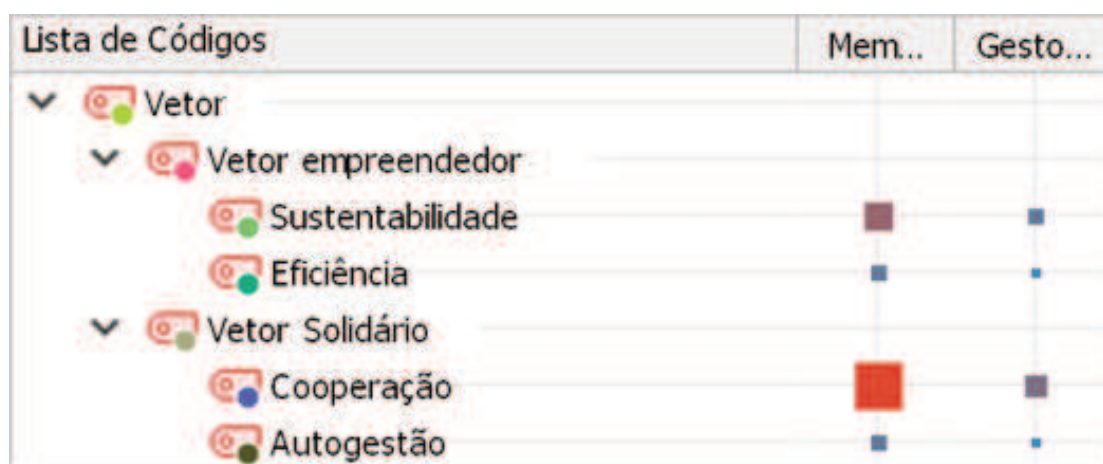 Lista de Códigos Mem... Gesto...
Vetor
Vetor empreendedor
Sustentabilidade
Eficiência
Vetor Solidário
Cooperação
Autogestão